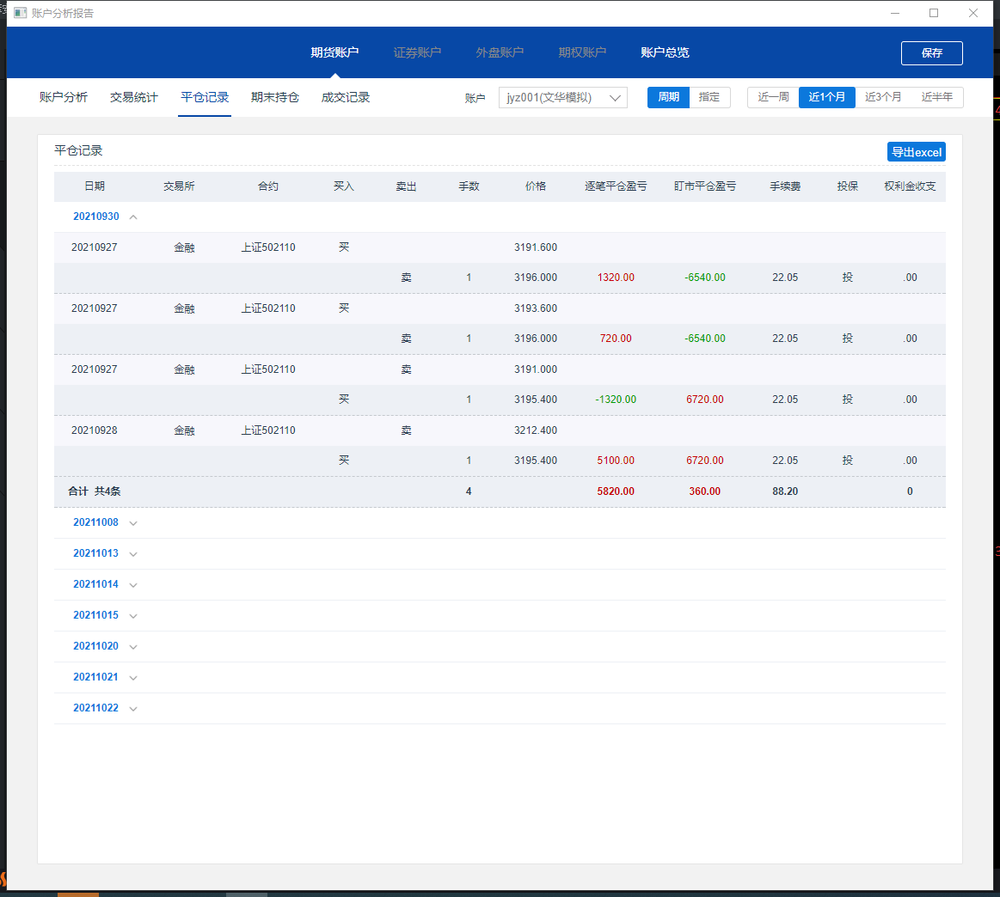 账户分析报告
期货账户 证券账户 外盘账户 期权账户 账户总览 保存
账户分析 交易统计 平仓记录 期末持仓 成交记录 账户 jyz001(文华模拟) 周期 指定 近一周 近1个月 近3个月 近半年
平仓记录 导出excel
日期 交易所 合约 买入 卖出 手数 价格 逐笔平仓盈亏 盯市平仓盈亏 手续费 投保 权利金收支
20210930
20210927 金融 上证502110 买 3191.600
卖 1 3196.000 1320.00 -6540.00 22.05 投 .00
20210927 金融 上证502110 买 3193.600
卖 1 3196.000 720.00 -6540.00 22.05 投 .00
20210927 金融 上证502110 卖 3191.000
买 1 3195.400 -1320.00 6720.00 22.05 投 .00
20210928 金融 上证502110 卖 3212.400
买 1 3195.400 5100.00 6720.00 22.05 投 .00
合计 共4条 4 5820.00 360.00 88.20 0
20211008
20211013
20211014
20211015
20211020
20211021
20211022